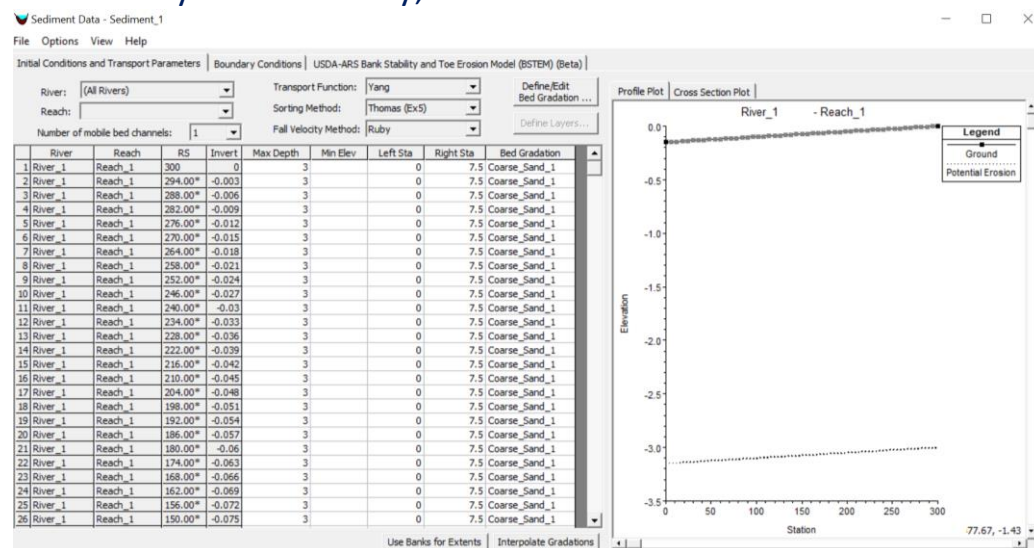 Sediment Data - Sediment_1
File Options View Help
Initial Conditions and Transport Parameters Boundary Conditions USDA-ARS Bank Stability and Toe Erosion Model (BSTEM) (Beta)
River: (All Rivers) Transport Function: Yang Define/Edit Bed Gradation ...
Reach: Sorting Method: Thomas (Ex5) Define Layers...
Number of mobile bed channels: 1 Fall Velocity Method: Ruby
River Reach RS Invert Max Depth Min Elev Left Sta Right Sta Bed Gradation
1 River_1 Reach_1 300 0 3 0 7.5 Coarse_Sand_1
2 River_1 Reach_1 294.00* -0.003 3 0 7.5 Coarse_Sand_1
3 River_1 Reach_1 288.00* -0.006 3 0 7.5 Coarse_Sand_1
4 River_1 Reach_1 282.00* -0.009 3 0 7.5 Coarse_Sand_1
5 River_1 Reach_1 276.00* -0.012 3 0 7.5 Coarse_Sand_1
6 River_1 Reach_1 270.00* -0.015 3 0 7.5 Coarse_Sand_1
7 River_1 Reach_1 264.00* -0.018 3 0 7.5 Coarse_Sand_1
8 River_1 Reach_1 258.00* -0.021 3 0 7.5 Coarse_Sand_1
9 River_1 Reach_1 252.00* -0.024 3 0 7.5 Coarse_Sand_1
10 River_1 Reach_1 246.00* -0.027 3 0 7.5 Coarse_Sand_1
11 River_1 Reach_1 240.00* -0.03 3 0 7.5 Coarse_Sand_1
12 River_1 Reach_1 234.00* -0.033 3 0 7.5 Coarse_Sand_1
13 River_1 Reach_1 228.00* -0.036 3 0 7.5 Coarse_Sand_1
14 River_1 Reach_1 222.00* -0.039 3 0 7.5 Coarse_Sand_1
15 River_1 Reach_1 216.00* -0.042 3 0 7.5 Coarse_Sand_1
16 River_1 Reach_1 210.00* -0.045 3 0 7.5 Coarse_Sand_1
17 River_1 Reach_1 204.00* -0.048 3 0 7.5 Coarse_Sand_1
18 River_1 Reach_1 198.00* -0.051 3 0 7.5 Coarse_Sand_1
19 River_1 Reach_1 192.00* -0.054 3 0 7.5 Coarse_Sand_1
20 River_1 Reach_1 186.00* -0.057 3 0 7.5 Coarse_Sand_1
21 River_1 Reach_1 180.00* -0.06 3 0 7.5 Coarse_Sand_1
22 River_1 Reach_1 174.00* -0.063 3 0 7.5 Coarse_Sand_1
23 River_1 Reach_1 168.00* -0.066 3 0 7.5 Coarse_Sand_1
24 River_1 Reach_1 162.00* -0.069 3 0 7.5 Coarse_Sand_1
25 River_1 Reach_1 156.00* -0.072 3 0 7.5 Coarse_Sand_1
26 River_1 Reach_1 150.00* -0.075 3 0 7.5 Coarse_Sand_1
Use Banks for Extents Interpolate Gradations
Profile Plot Cross Section Plot
River_1 - Reach_1
Legend
Ground
Potential Erosion
0.0
-0.5
-1.0
-1.5
-2.0
-2.5
-3.0
-3.5
Elevation
0 50 100 150 200 250 300
Station
77.67, -1.43